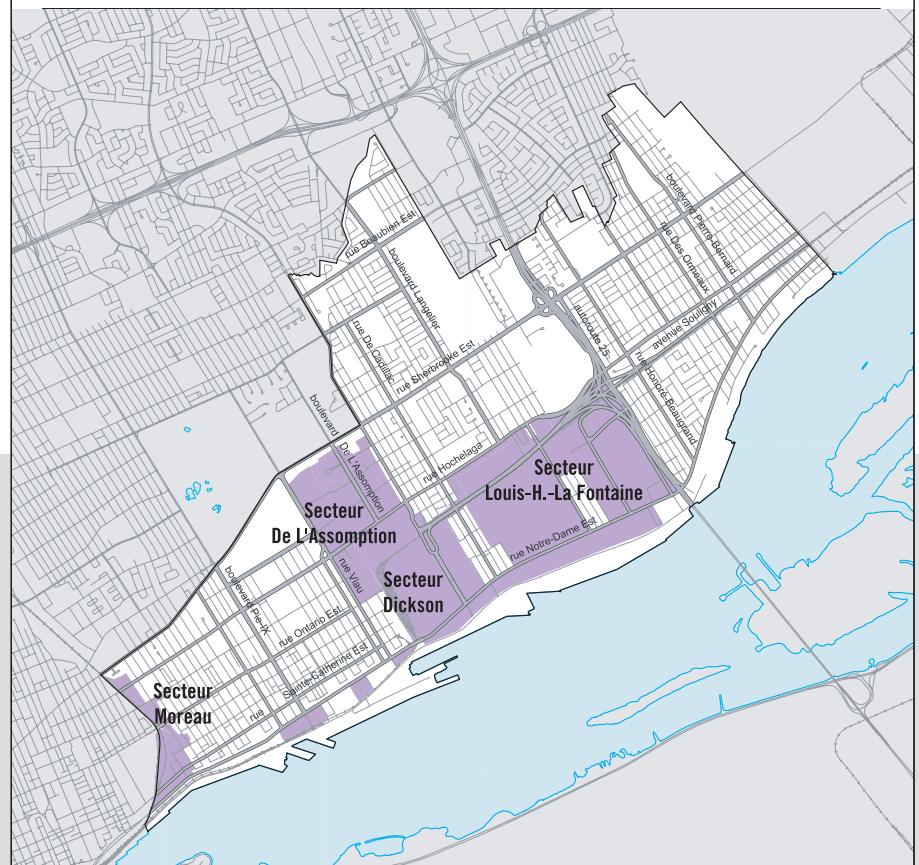 boulevard Pierre-Bernard
rue Des Ormeaux
rue Beaubien Est
boulevard Langelier
autoroute 25
avenue Souligny
rue De Cadillac
rue Sherbrooke Est
rue Honoré-Beaugrand
boulevard
De L'Assomption
rue Hochelaga
Secteur
Louis-H.-La Fontaine
Secteur
De L'Assomption
rue Notre-Dame Est
rue Viau
Secteur
Dickson
boulevard Pie-IX
rue Ontario Est
rue Sainte-Catherine Est
Secteur
Moreau